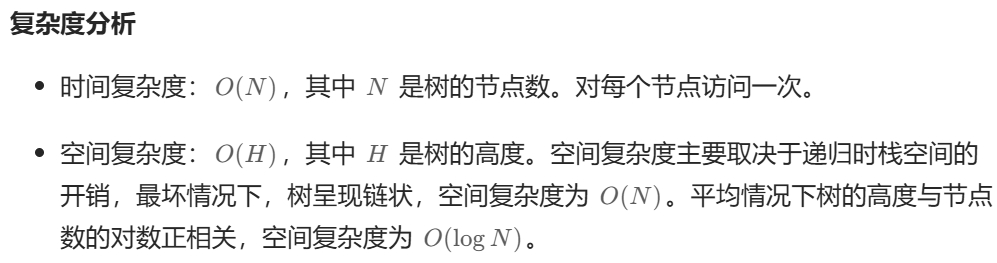 复杂度分析
• 时间复杂度：O(N)，其中 N 是树的节点数。对每个节点访问一次。
• 空间复杂度：O(H)，其中 H 是树的高度。空间复杂度主要取决于递归时栈空间的
开销，最坏情况下，树呈现链状，空间复杂度为 O(N)。平均情况下树的高度与节点
数的对数正相关，空间复杂度为 O(log N)。